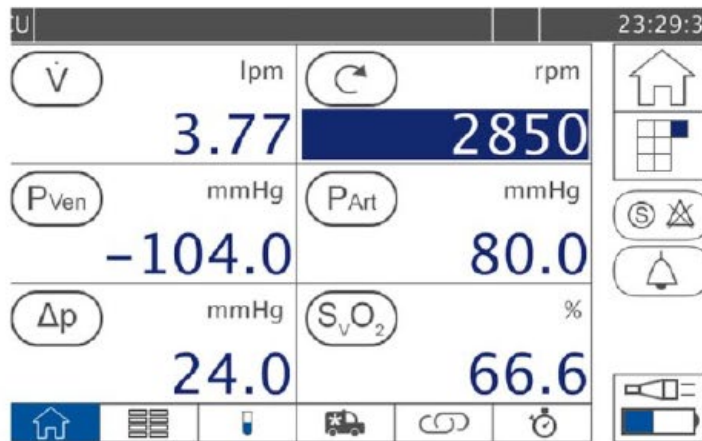 CU 23:29:3
V̇ lpm rpm
3.77 2850
PVen mmHg PArt mmHg
-104.0 80.0
Δp mmHg SVO2 %
24.0 66.6
S